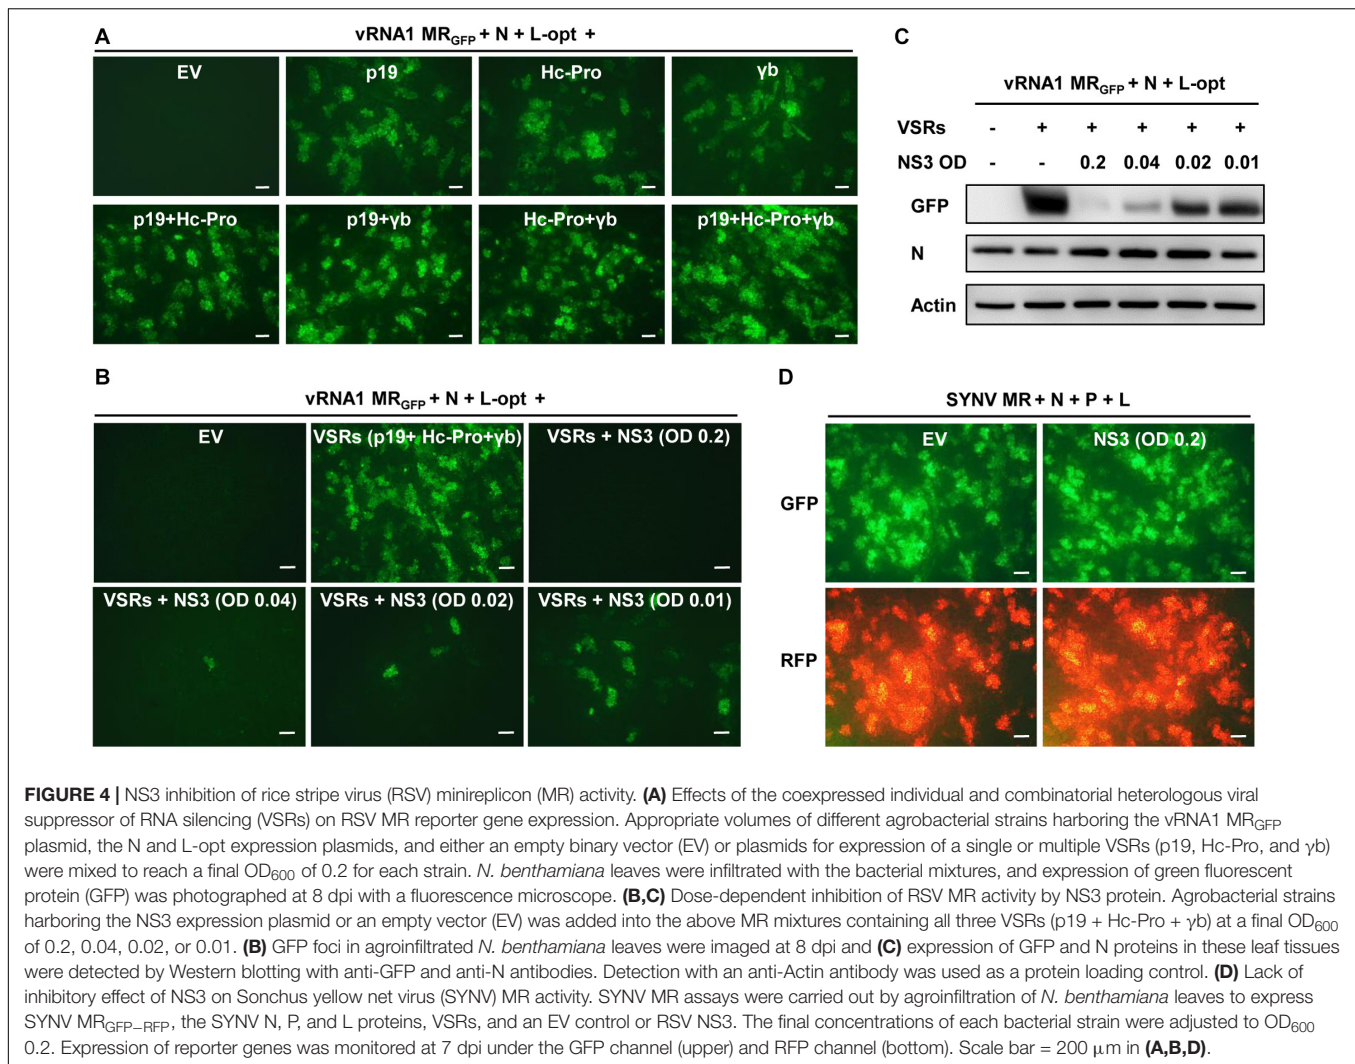 A
vRNA1 MRGFP + N + L-opt +
EV
p19
Hc-Pro
γb
p19+Hc-Pro
p19+γb
Hc-Pro+γb
p19+Hc-Pro+γb
C
vRNA1 MRGFP + N + L-opt
VSRs - + + + + +
NS3 OD - - 0.2 0.04 0.02 0.01
GFP
N
Actin
B
vRNA1 MRGFP + N + L-opt +
EV
VSRs (p19+ Hc-Pro+γb)
VSRs + NS3 (OD 0.2)
VSRs + NS3 (OD 0.04)
VSRs + NS3 (OD 0.02)
VSRs + NS3 (OD 0.01)
D
SYNV MR + N + P + L
EV
NS3 (OD 0.2)
GFP
RFP
FIGURE 4 | NS3 inhibition of rice stripe virus (RSV) minireplicon (MR) activity. (A) Effects of the coexpressed individual and combinatorial heterologous viral
suppressor of RNA silencing (VSRs) on RSV MR reporter gene expression. Appropriate volumes of different agrobacterial strains harboring the vRNA1 MRGFP
plasmid, the N and L-opt expression plasmids, and either an empty binary vector (EV) or plasmids for expression of a single or multiple VSRs (p19, Hc-Pro, and γb)
were mixed to reach a final OD600 of 0.2 for each strain. N. benthamiana leaves were infiltrated with the bacterial mixtures, and expression of green fluorescent
protein (GFP) was photographed at 8 dpi with a fluorescence microscope. (B,C) Dose-dependent inhibition of RSV MR activity by NS3 protein. Agrobacterial strains
harboring the NS3 expression plasmid or an empty vector (EV) was added into the above MR mixtures containing all three VSRs (p19 + Hc-Pro + γb) at a final OD600
of 0.2, 0.04, 0.02, or 0.01. (B) GFP foci in agroinfiltrated N. benthamiana leaves were imaged at 8 dpi and (C) expression of GFP and N proteins in these leaf tissues
were detected by Western blotting with anti-GFP and anti-N antibodies. Detection with an anti-Actin antibody was used as a protein loading control. (D) Lack of
inhibitory effect of NS3 on Sonchus yellow net virus (SYNV) MR activity. SYNV MR assays were carried out by agroinfiltration of N. benthamiana leaves to express
SYNV MRGFP–RFP, the SYNV N, P, and L proteins, VSRs, and an EV control or RSV NS3. The final concentrations of each bacterial strain were adjusted to OD600
0.2. Expression of reporter genes was monitored at 7 dpi under the GFP channel (upper) and RFP channel (bottom). Scale bar = 200 μm in (A,B,D).